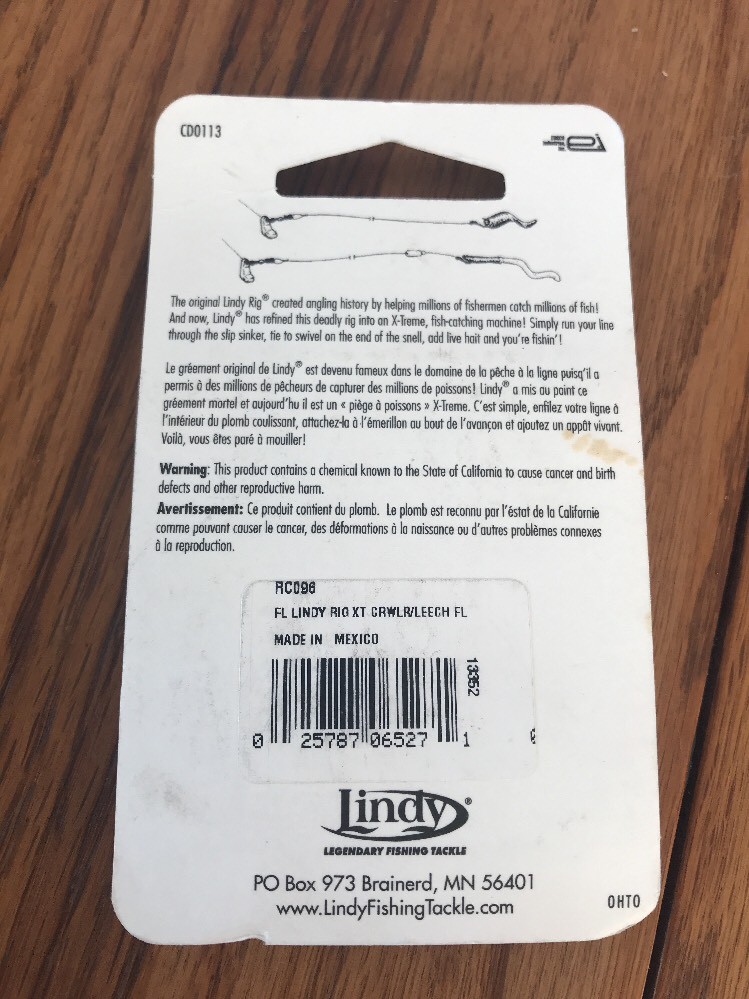 CD0113
The original Lindy Rig® created angling history by helping millions of fishermen catch millions of fish!
And now, Lindy® has refined this deadly rig into an X-Treme, fish-catching machine! Simply run your line
through the slip sinker, tie to swivel on the end of the snell, add live bait and you're fishin'!
Le gréement original de Lindy® est devenu fameux dans le domaine de la pêche à la ligne puisq'il a
permis à des millions de pêcheurs de capturer des millions de poissons! Lindy® a mis au point ce
gréement mortel et aujourd'hu il est un « piège à poissons » X-Treme. C'est simple, enfilez votre ligne à
l'intérieur du plomb coulissant, attachez-la à l'émerillon au bout de l'avançon et ajoutez un appât vivant.
Voilà, vous êtes paré à mouiller!
Warning: This product contains a chemical known to the State of California to cause cancer and birth
defects and other reproductive harm.
Avertissement: Ce produit contient du plomb. Le plomb est reconnu par l'éstat de la Californie
comme pouvant causer le cancer, des déformations à la naissance ou d'autres problèmes connexes
à la reproduction.
RC096
FL LINDY RIG XT CRWLR/LEECH FL
MADE IN MEXICO
13352
0 25787 06527 1
Lindy®
LEGENDARY FISHING TACKLE
PO Box 973 Brainerd, MN 56401
www.LindyFishingTackle.com
OHTO